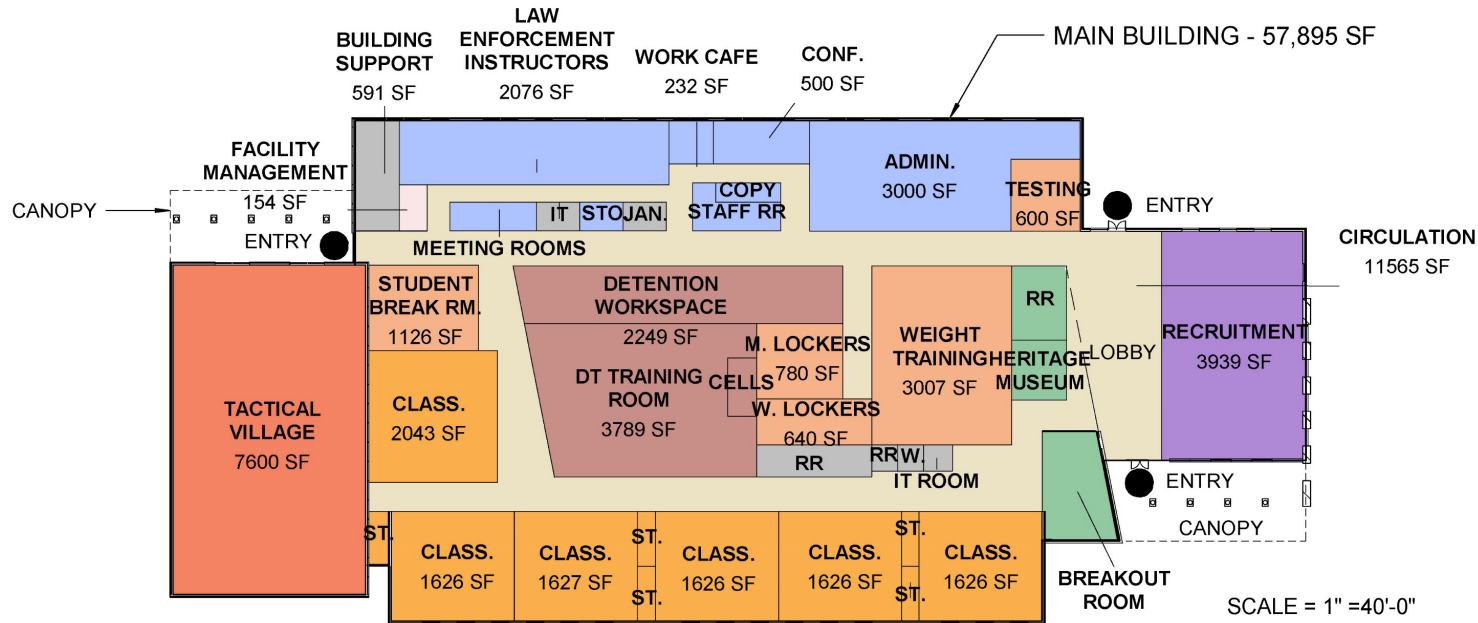 LAW
ENFORCEMENT
INSTRUCTORS
2076 SF
BUILDING
SUPPORT
591 SF
WORK CAFE
232 SF
CONF.
500 SF
MAIN BUILDING - 57,895 SF
FACILITY
MANAGEMENT
154 SF
CANOPY
ENTRY
ADMIN.
3000 SF
TESTING
600 SF
ENTRY
COPY
STAFF RR
IT
STO.
JAN.
MEETING ROOMS
CIRCULATION
11565 SF
STUDENT
BREAK RM.
1126 SF
DETENTION
WORKSPACE
2249 SF
RR
WEIGHT
TRAINING
3007 SF
HERITAGE
MUSEUM
LOBBY
RECRUITMENT
3939 SF
M. LOCKERS
780 SF
CELLS
DT TRAINING
ROOM
3789 SF
W. LOCKERS
640 SF
CLASS.
2043 SF
TACTICAL
VILLAGE
7600 SF
RR
RR
W.
IT ROOM
ENTRY
CANOPY
ST.
CLASS.
1626 SF
CLASS.
1627 SF
ST.
ST.
CLASS.
1626 SF
CLASS.
1626 SF
ST.
ST.
CLASS.
1626 SF
BREAKOUT
ROOM
SCALE = 1" =40'-0"